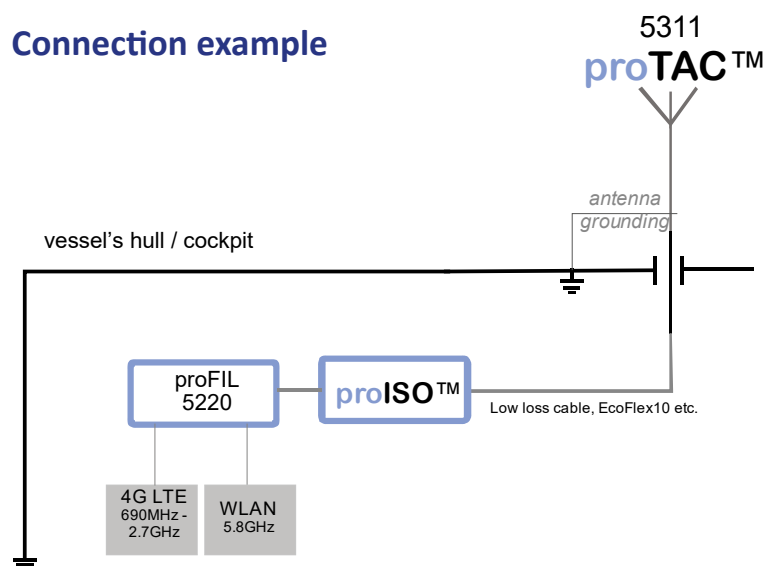 Connection example
5311
proTAC™
antenna
grounding
vessel's hull / cockpit
proFIL
5220
proISO™
Low loss cable, EcoFlex10 etc.
4G LTE
690MHz -
2.7GHz
WLAN
5.8GHz